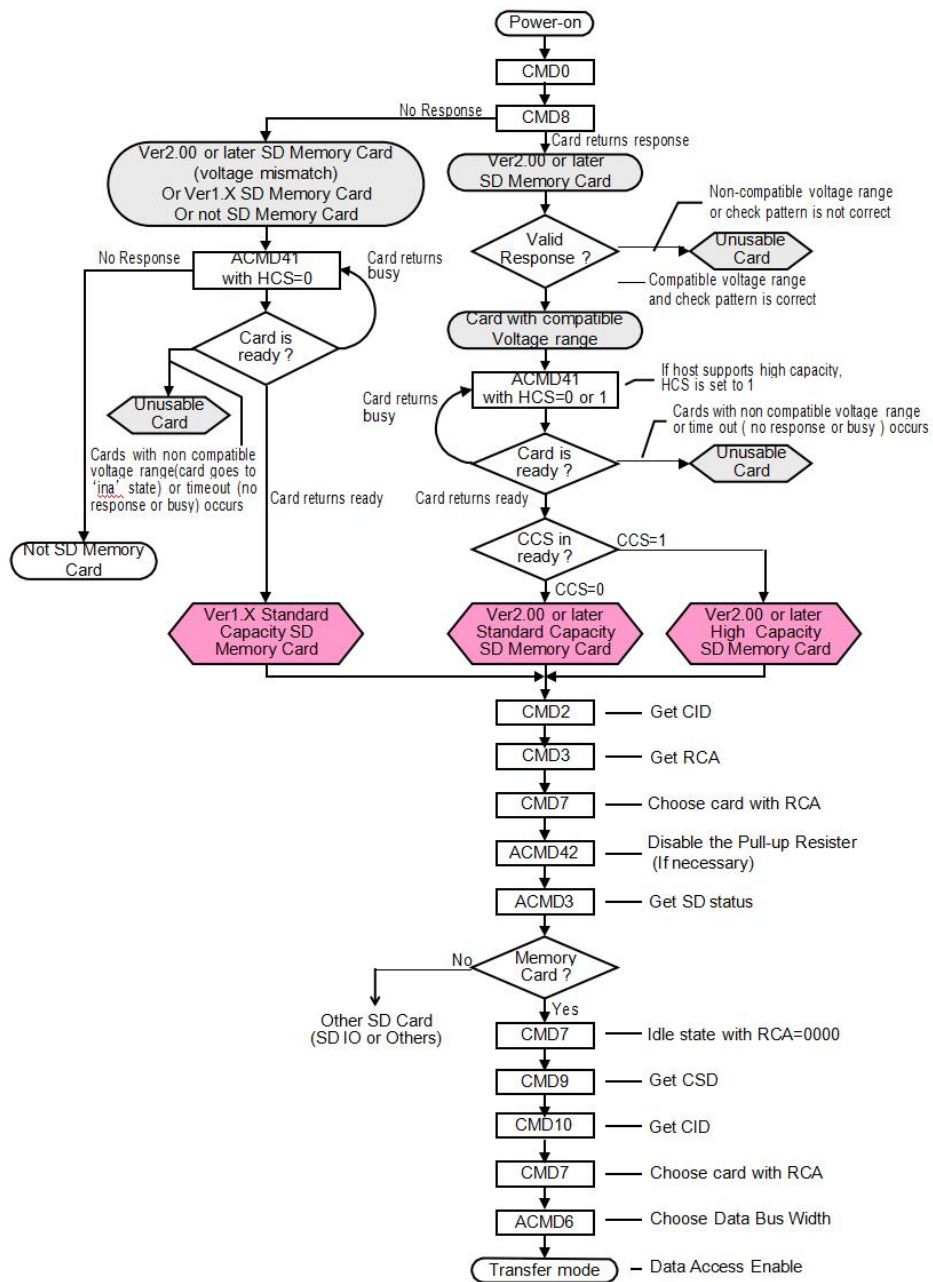 Power-on
CMD0
No Response
CMD8
Card returns response
Ver2.00 or later SD Memory Card
(voltage mismatch)
Or Ver1.X SD Memory Card
Or not SD Memory Card
Ver2.00 or later
SD Memory Card
Non-compatible voltage range
or check pattern is not correct
Valid
Response ?
Unusable
Card
Compatible voltage range
and check pattern is correct
No Response
ACMD41
with HCS=0
Card returns
busy
Card is
ready ?
Card with compatible
Voltage range
ACMD41
with HCS=0 or 1
If host supports high capacity,
HCS is set to 1
Card returns
busy
Unusable
Card
Cards with non compatible voltage range
or time out ( no response or busy ) occurs
Card is
ready ?
Unusable
Card
Cards with non compatible
voltage range(card goes to
‘ina’ state) or timeout (no
response or busy) occurs
Card returns ready
Card returns ready
CCS in
ready ?
CCS=1
CCS=0
Not SD Memory
Card
Ver1.X Standard
Capacity SD
Memory Card
Ver2.00 or later
Standard Capacity
SD Memory Card
Ver2.00 or later
High Capacity
SD Memory Card
CMD2
Get CID
CMD3
Get RCA
CMD7
Choose card with RCA
ACMD42
Disable the Pull-up Resister
(If necessary)
ACMD3
Get SD status
Memory
Card ?
No
Yes
Other SD Card
(SD IO or Others)
CMD7
Idle state with RCA=0000
CMD9
Get CSD
CMD10
Get CID
CMD7
Choose card with RCA
ACMD6
Choose Data Bus Width
Transfer mode
Data Access Enable